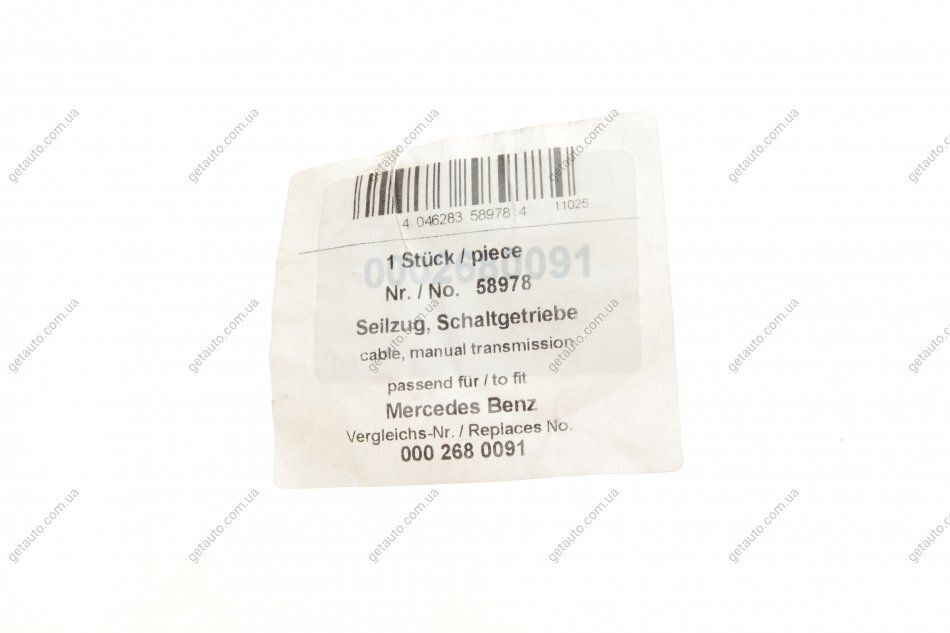 4 046283 58978 4 11025
1 Stück / piece
0002680091
Nr. / No. 58978
Seilzug, Schaltgetriebe
cable, manual transmission
passend für / to fit
Mercedes Benz
Vergleichs-Nr. / Replaces No.
000 268 0091
getauto.com.ua